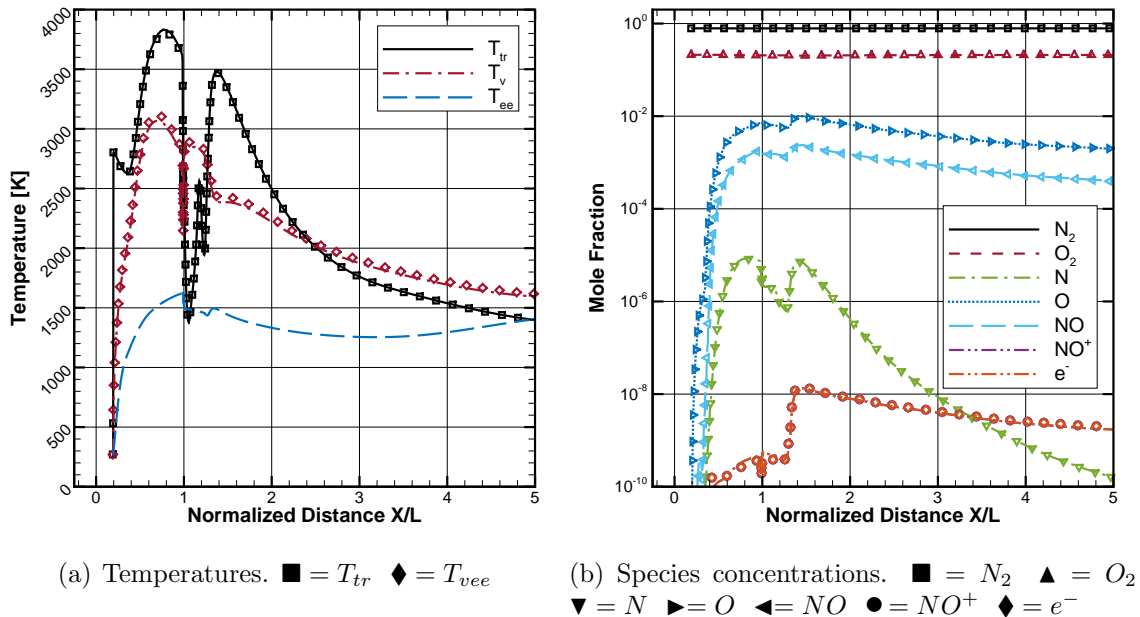 4000
3500
3000
2500
2000
1500
1000
500
0
Temperature [K]
T_tr
T_v
T_ee
0 1 2 3 4 5
Normalized Distance X/L
10^0
10^-2
10^-4
10^-6
10^-8
10^-10
Mole Fraction
N_2
O_2
N
O
NO
NO^+
e^-
0 1 2 3 4 5
Normalized Distance X/L
(a) Temperatures. ■ = T_tr ◆ = T_vee
(b) Species concentrations. ■ = N_2 ▲ = O_2
▼ = N ► = O ◄ = NO ● = NO^+ ◆ = e^-